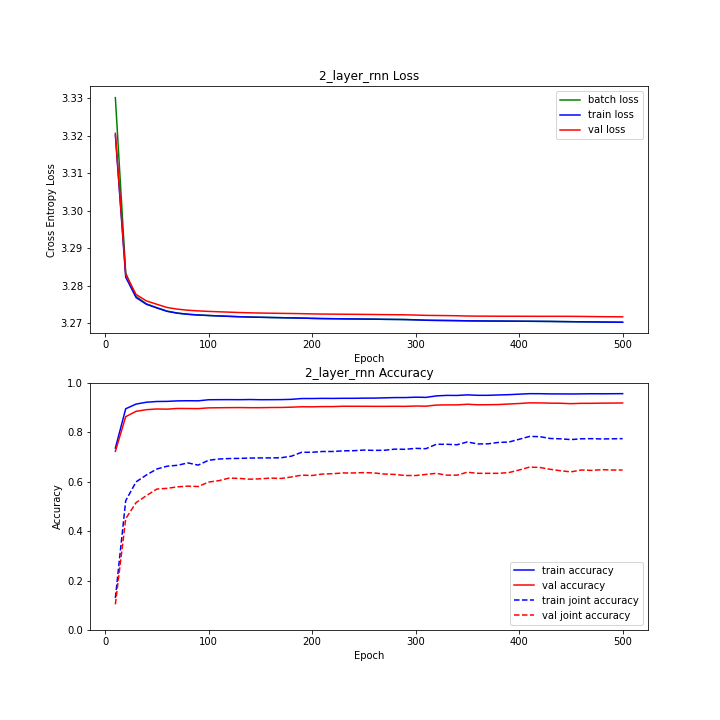 2_layer_rnn Loss
3.33
3.32
3.31
3.30
3.29
3.28
3.27
Cross Entropy Loss
batch loss
train loss
val loss
0 100 200 300 400 500
Epoch
2_layer_rnn Accuracy
1.0
0.8
0.6
0.4
0.2
0.0
Accuracy
train accuracy
val accuracy
train joint accuracy
val joint accuracy
0 100 200 300 400 500
Epoch